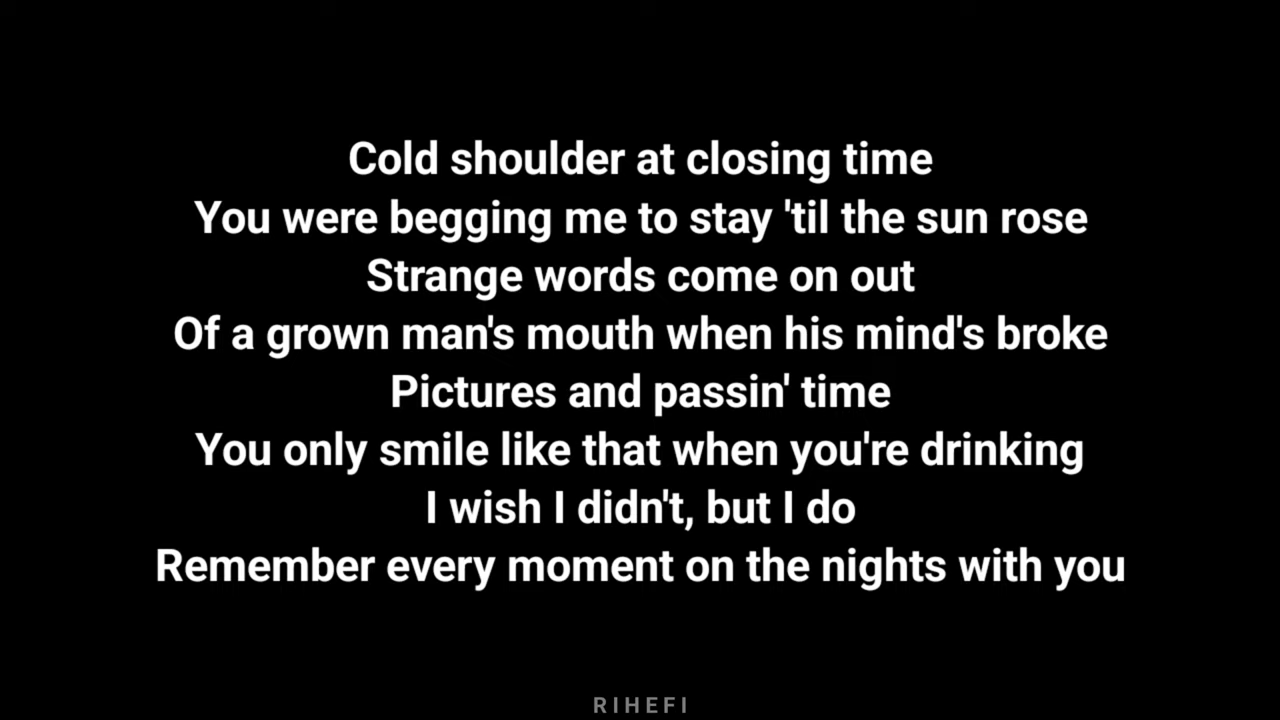 Cold shoulder at closing time
You were begging me to stay 'til the sun rose
Strange words come on out
Of a grown man's mouth when his mind's broke
Pictures and passin' time
You only smile like that when you're drinking
I wish I didn't, but I do
Remember every moment on the nights with you
RIHEFI